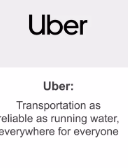 Uber
Uber:
Transportation as
reliable as running water,
everywhere for everyone